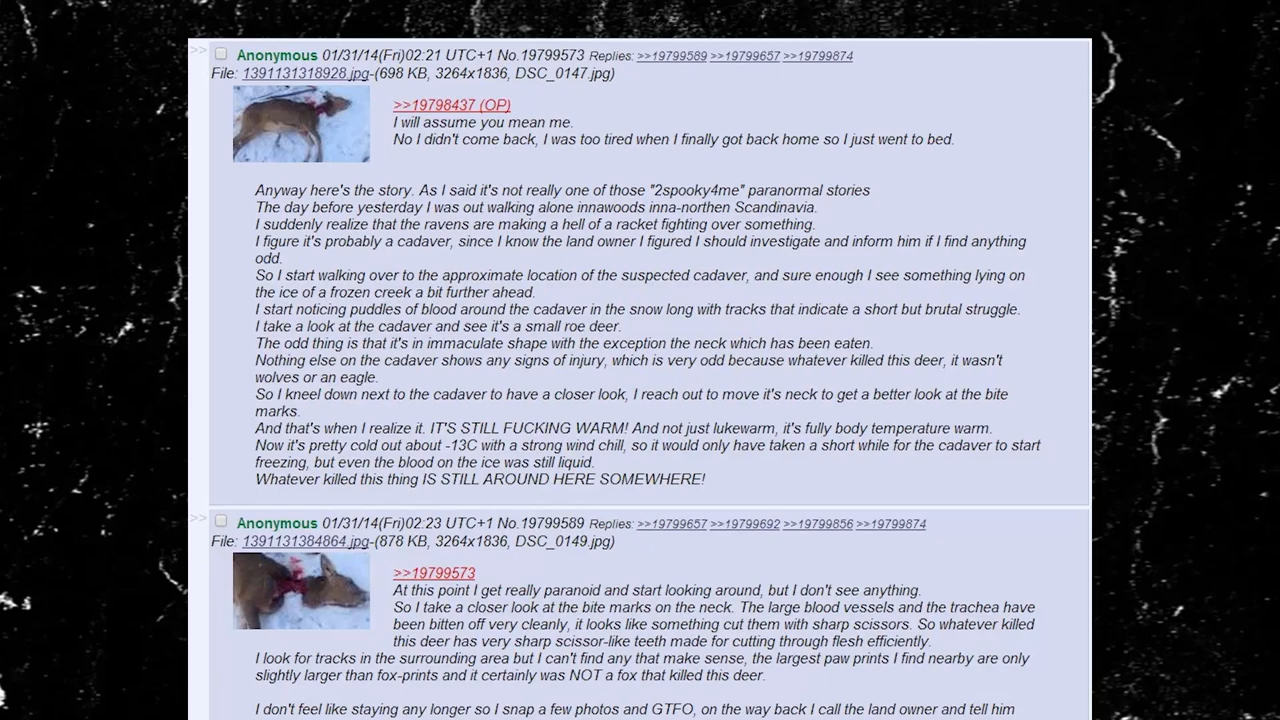 >> Anonymous 01/31/14(Fri)02:21 UTC+1 No.19799573 Replies: >>19799589 >>19799657 >>19799874
File: 1391131318928.jpg-(698 KB, 3264x1836, DSC_0147.jpg)
>>19798437 (OP)
I will assume you mean me.
No I didn't come back, I was too tired when I finally got back home so I just went to bed.
Anyway here's the story. As I said it's not really one of those "2spooky4me" paranormal stories
The day before yesterday I was out walking alone innawoods inna-northen Scandinavia.
I suddenly realize that the ravens are making a hell of a racket fighting over something.
I figure it's probably a cadaver, since I know the land owner I figured I should investigate and inform him if I find anything
odd.
So I start walking over to the approximate location of the suspected cadaver, and sure enough I see something lying on
the ice of a frozen creek a bit further ahead.
I start noticing puddles of blood around the cadaver in the snow long with tracks that indicate a short but brutal struggle.
I take a look at the cadaver and see it's a small roe deer.
The odd thing is that it's in immaculate shape with the exception the neck which has been eaten.
Nothing else on the cadaver shows any signs of injury, which is very odd because whatever killed this deer, it wasn't
wolves or an eagle.
So I kneel down next to the cadaver to have a closer look, I reach out to move it's neck to get a better look at the bite
marks.
And that's when I realize it. IT'S STILL FUCKING WARM! And not just lukewarm, it's fully body temperature warm.
Now it's pretty cold out about -13C with a strong wind chill, so it would only have taken a short while for the cadaver to start
freezing, but even the blood on the ice was still liquid.
Whatever killed this thing IS STILL AROUND HERE SOMEWHERE!
>> Anonymous 01/31/14(Fri)02:23 UTC+1 No.19799589 Replies: >>19799657 >>19799692 >>19799856 >>19799874
File: 1391131384864.jpg-(878 KB, 3264x1836, DSC_0149.jpg)
>>19799573
At this point I get really paranoid and start looking around, but I don't see anything.
So I take a closer look at the bite marks on the neck. The large blood vessels and the trachea have
been bitten off very cleanly, it looks like something cut them with sharp scissors. So whatever killed
this deer has very sharp scissor-like teeth made for cutting through flesh efficiently.
I look for tracks in the surrounding area but I can't find any that make sense, the largest paw prints I find nearby are only
slightly larger than fox-prints and it certainly was NOT a fox that killed this deer.
I don't feel like staying any longer so I snap a few photos and GTFO, on the way back I call the land owner and tell him